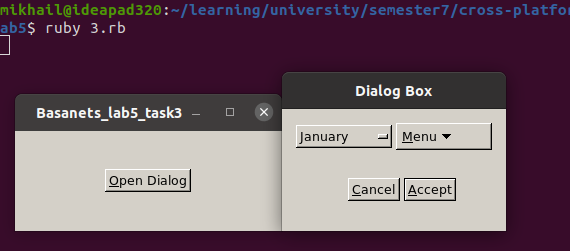 mikhail@ideapad320:~/learning/university/semester7/cross-platfor
ab5$ ruby 3.rb
Basanets_lab5_task3
Open Dialog
Dialog Box
January
Menu
Cancel Accept